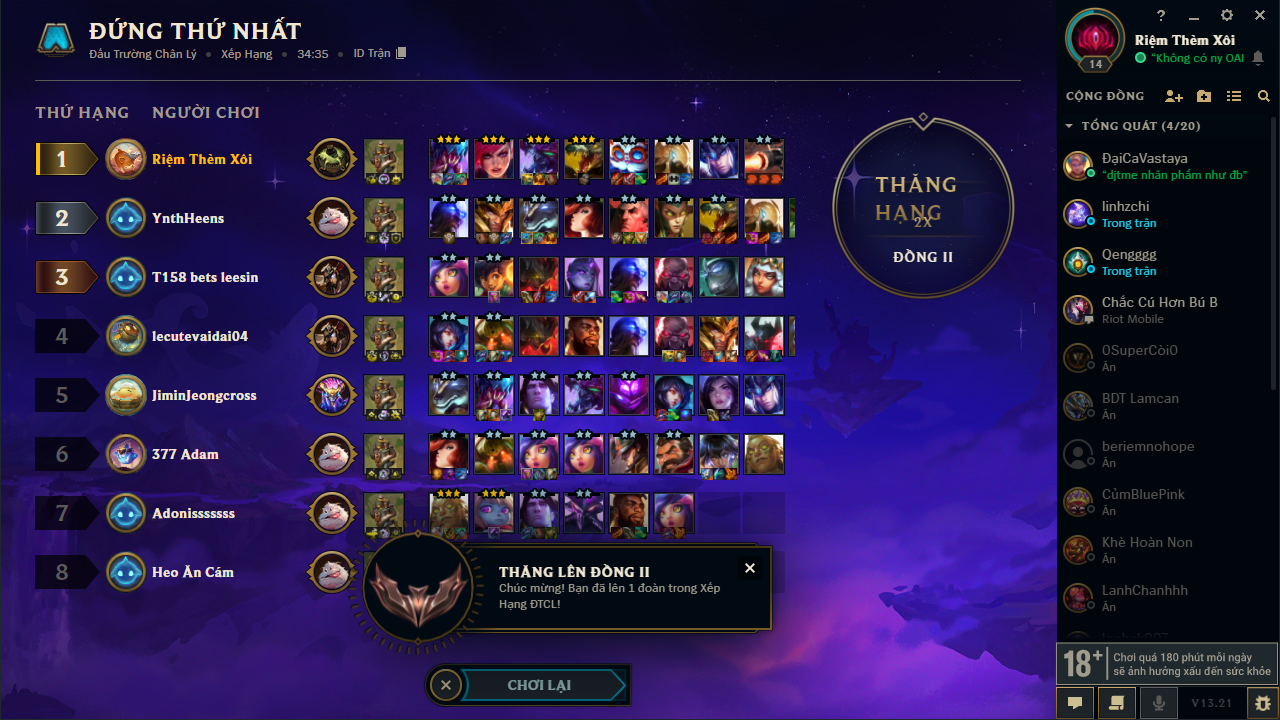 ĐỨNG THỨ NHẤT
Đấu Trường Chân Lý • Xếp Hạng • 34:35 • ID Trận
THỨ HẠNG NGƯỜI CHƠI
1 Riệm Thèm Xôi
2 YnthHeens
3 T158 bets leesin
4 lecutevaidai04
5 JiminJeongcross
6 377 Adam
7 Adonisssssss
8 Heo Ăn Cám
THĂNG
HẠNG
2X
ĐỒNG II
THĂNG LÊN ĐỒNG II
Chúc mừng! Bạn đã lên 1 đoàn trong Xếp
Hạng ĐTCL!
CHƠI LẠI
?
Riệm Thèm Xôi
"Không có ny OAI
14
CỘNG ĐỒNG
TỔNG QUÁT (4/20)
ĐạiCaVastaya
"djtme nhân phẩm như đb"
linhzchi
Trong trận
Qengggg
Trong trận
Chắc Cú Hơn Bú B
Riot Mobile
0SuperCòi0
Ẩn
BDT Lamcan
Ẩn
beriemnohope
Ẩn
CủmBluePink
Ẩn
Khè Hoàn Non
Ẩn
LanhChanhhh
Ẩn
18+ Chơi quá 180 phút mỗi ngày
sẽ ảnh hưởng xấu đến sức khỏe
V13.21